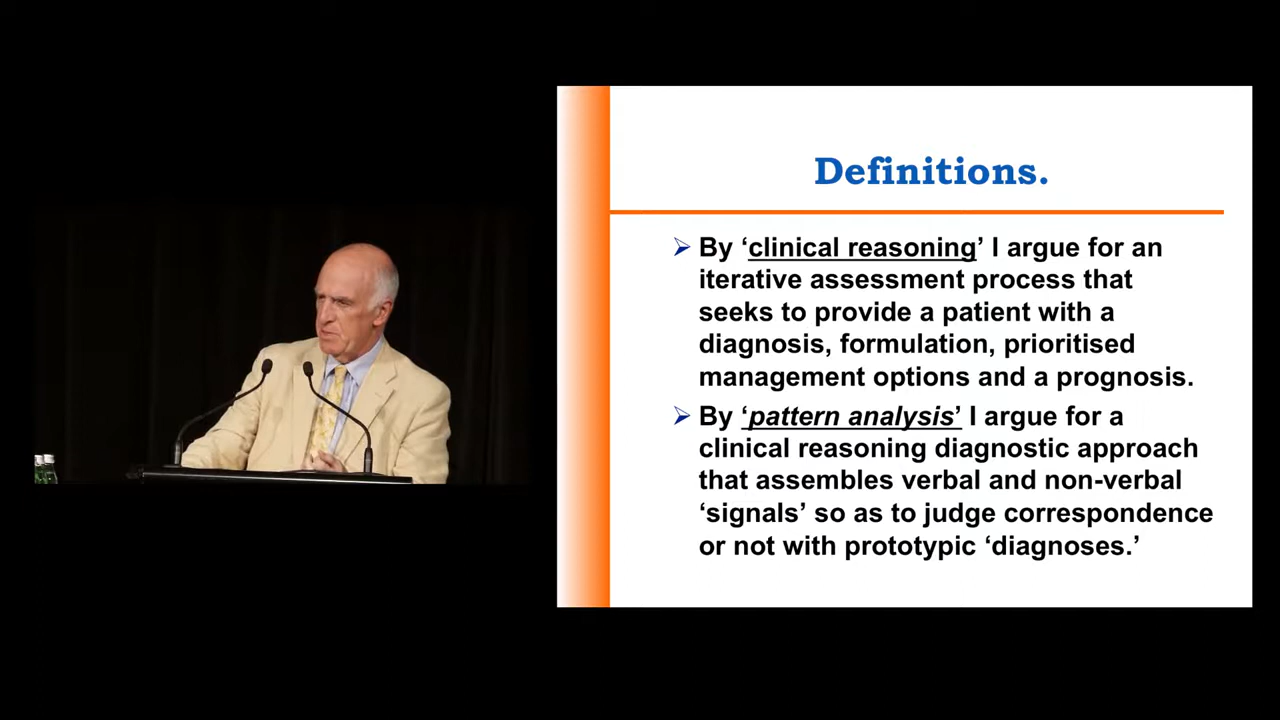 Definitions.
By ‘clinical reasoning’ I argue for an
iterative assessment process that
seeks to provide a patient with a
diagnosis, formulation, prioritised
management options and a prognosis.
By ‘pattern analysis’ I argue for a
clinical reasoning diagnostic approach
that assembles verbal and non-verbal
‘signals’ so as to judge correspondence
or not with prototypic ‘diagnoses.’